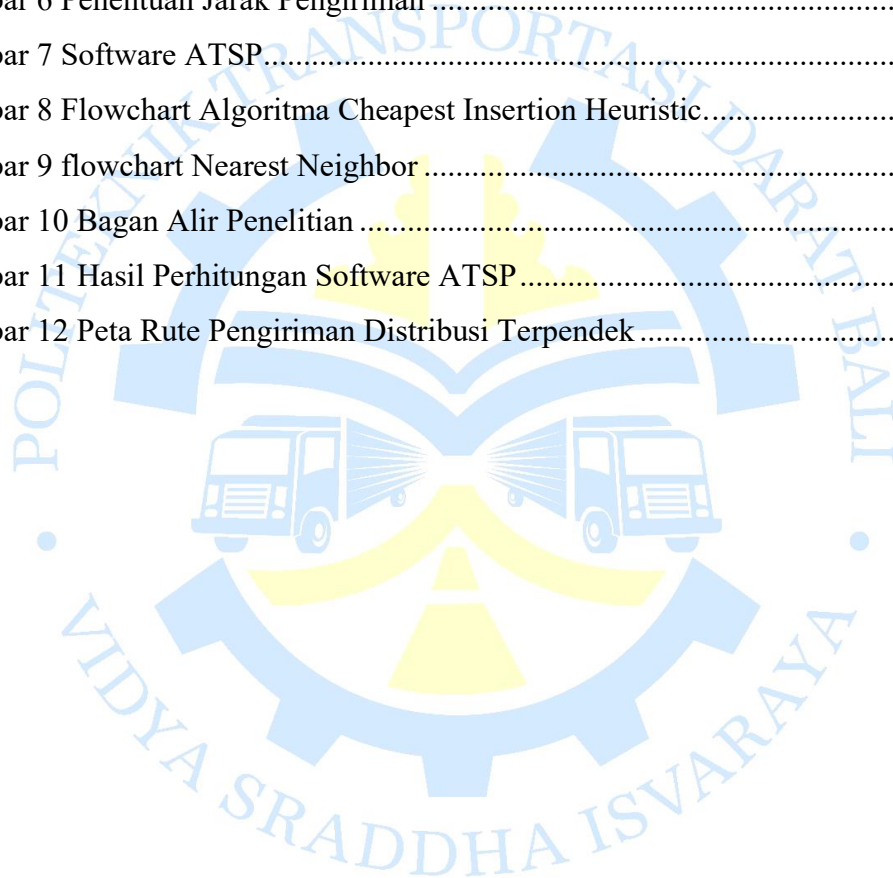 bar 6 Penentuan Jarak Pengiriman ............................................................
bar 7 Software ATSP................................................................................
bar 8 Flowchart Algoritma Cheapest Insertion Heuristic........................
bar 9 flowchart Nearest Neighbor ............................................................
bar 10 Bagan Alir Penelitian ....................................................................
bar 11 Hasil Perhitungan Software ATSP ................................................
bar 12 Peta Rute Pengiriman Distribusi Terpendek ................................
POLITEKNIK TRANSPORTASI DARAT BALI
VIDYA SRADDHA ISVARAYA